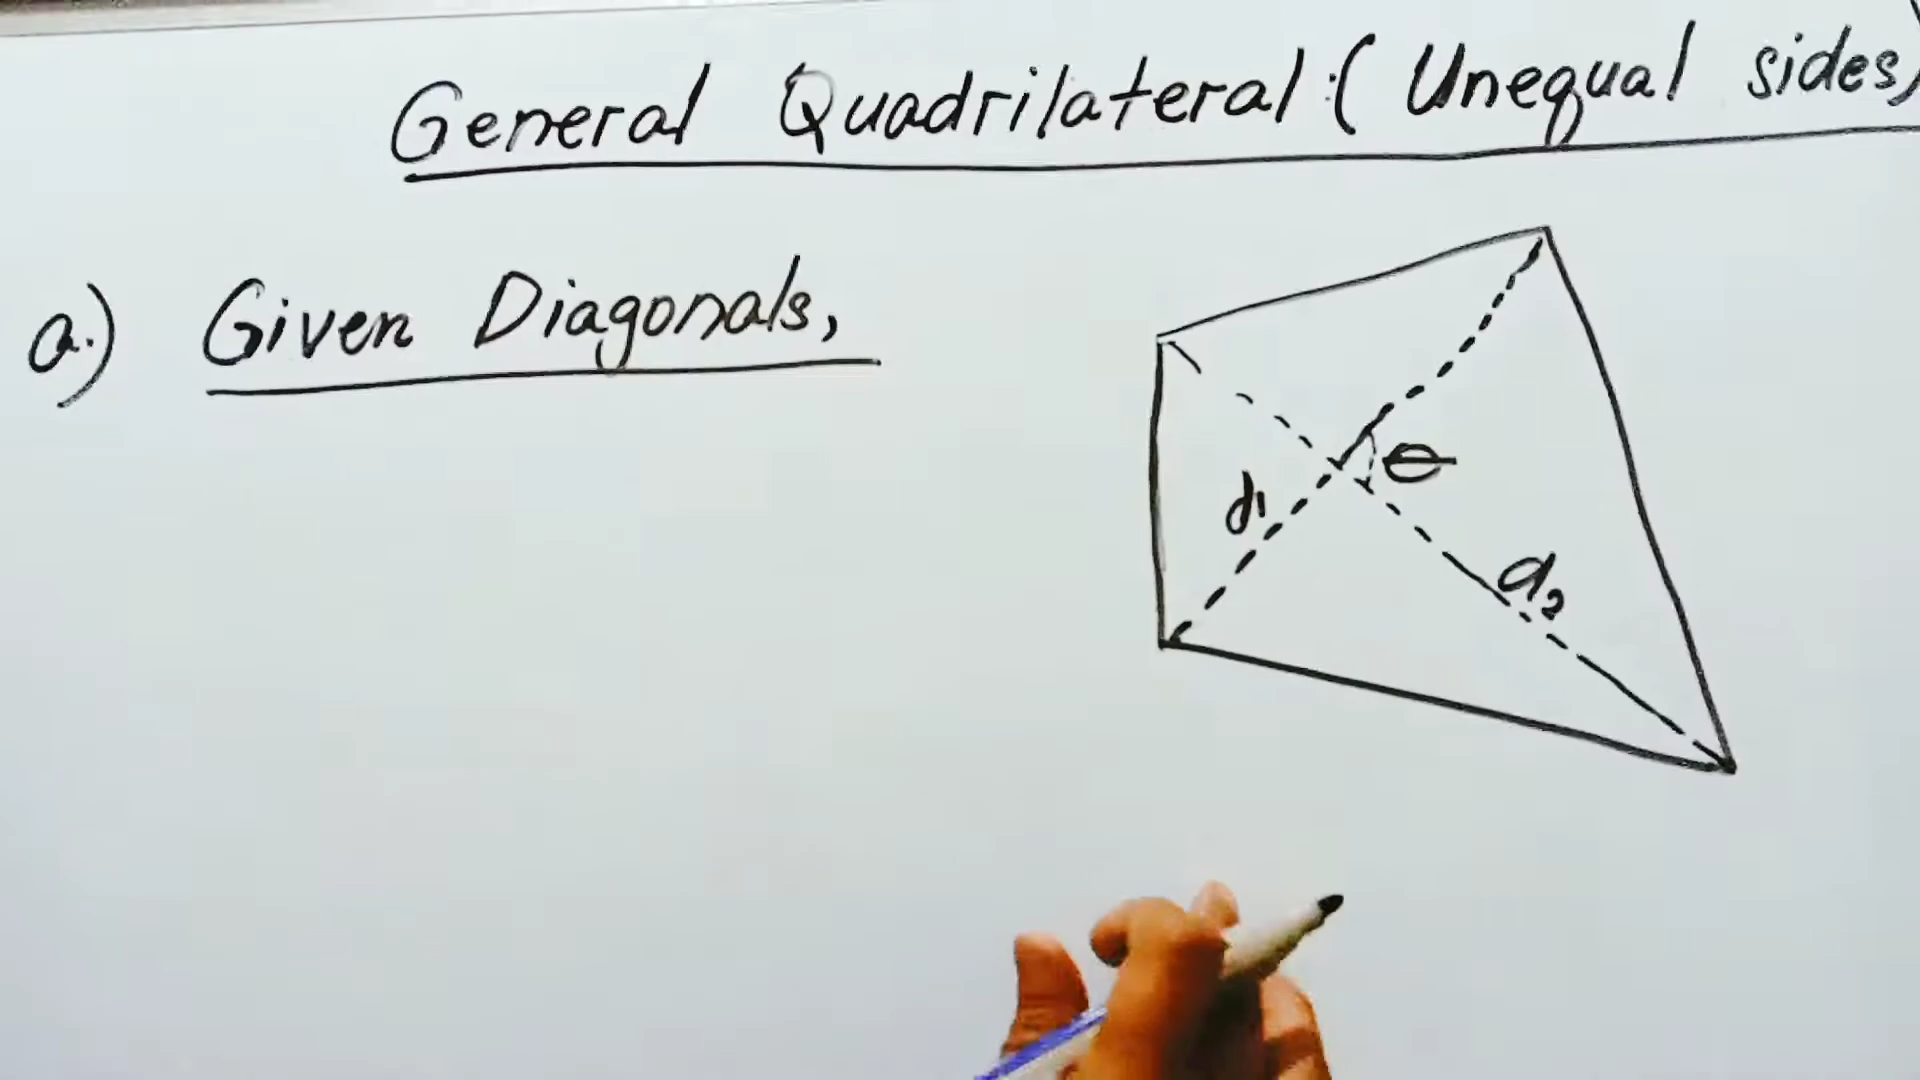 General Quadrilateral: (Unequal sides)
a.) Given Diagonals,
θ
d1
d2